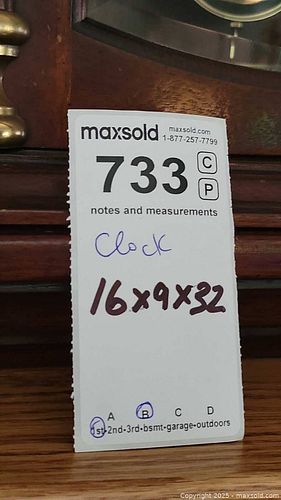 maxsold maxsold.com
1-877-257-7799
733 C
P
notes and measurements
Clock
16x9x32
A B C D
1st-2nd-3rd-bsmt-garage-outdoors
Copyright © 2025 - maxsold.com